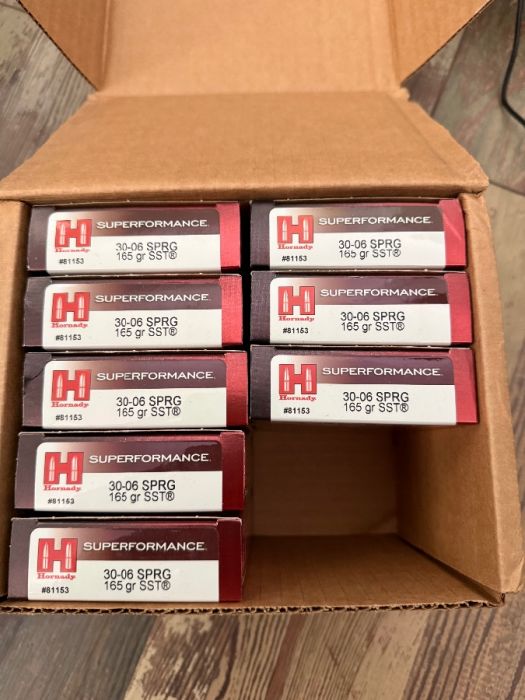 SUPERFORMANCE
30-06 SPRG
165 gr SST®
Hornady
#81153
SUPERFORMANCE
30-06 SPRG
165 gr SST®
Hornady
#81153
SUPERFORMANCE
30-06 SPRG
165 gr SST®
Hornady
#81153
SUPERFORMANCE
30-06 SPRG
165 gr SST®
Hornady
#81153
SUPERFORMANCE
30-06 SPRG
165 gr SST®
Hornady
#81153
SUPERFORMANCE
30-06 SPRG
165 gr SST®
Hornady
#81153
SUPERFORMANCE
30-06 SPRG
165 gr SST®
Hornady
#81153
SUPERFORMANCE
30-06 SPRG
165 gr SST®
Hornady
#81153